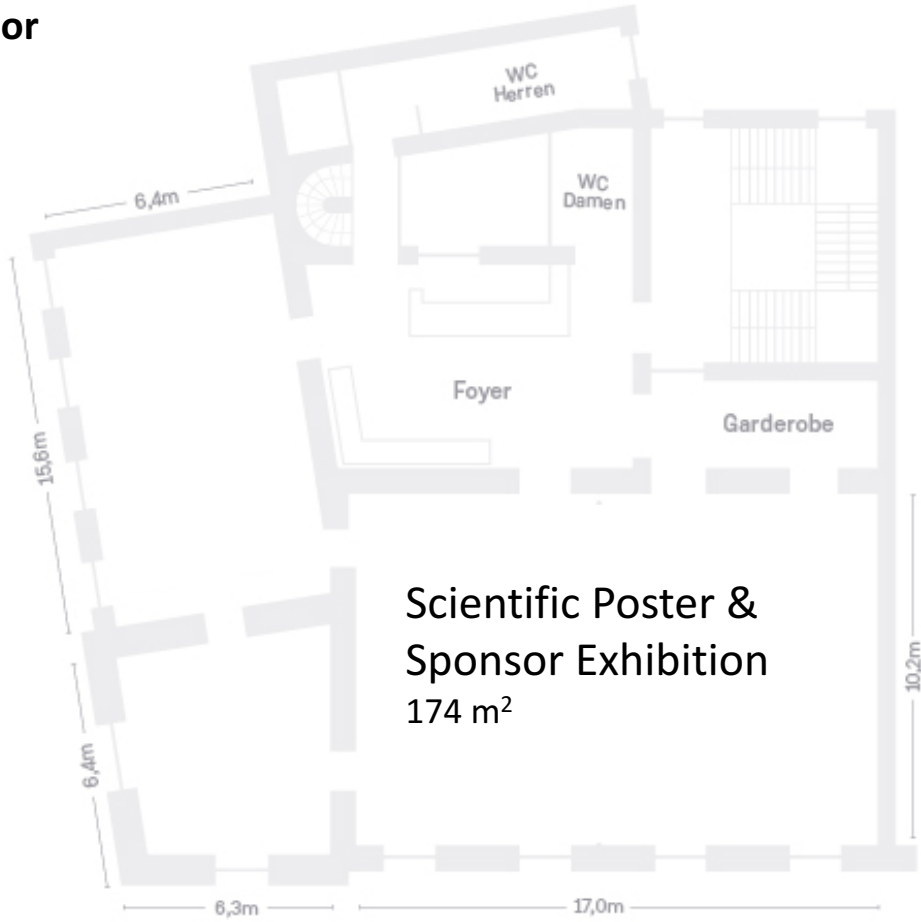 or
WC
Herren
WC
Damen
6,4m
Foyer
Garderobe
15,6m
Scientific Poster &
Sponsor Exhibition
174 m²
10,2m
6,4m
6,3m
17,0m